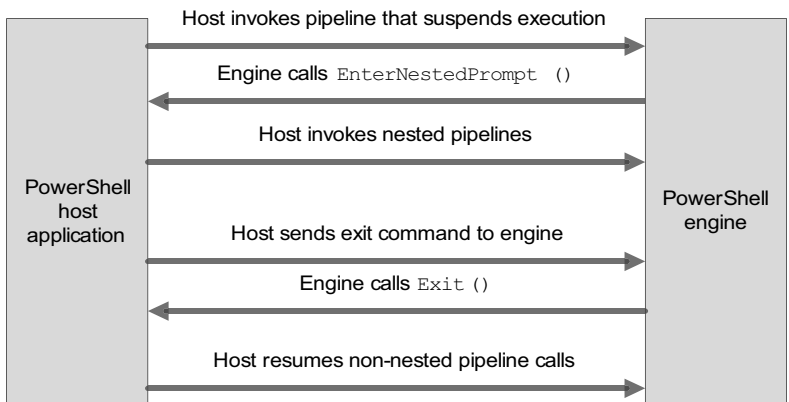 Host invokes pipeline that suspends execution
Engine calls EnterNestedPrompt ()
Host invokes nested pipelines
PowerShell
host
application
PowerShell
engine
Host sends exit command to engine
Engine calls Exit ()
Host resumes non-nested pipeline calls